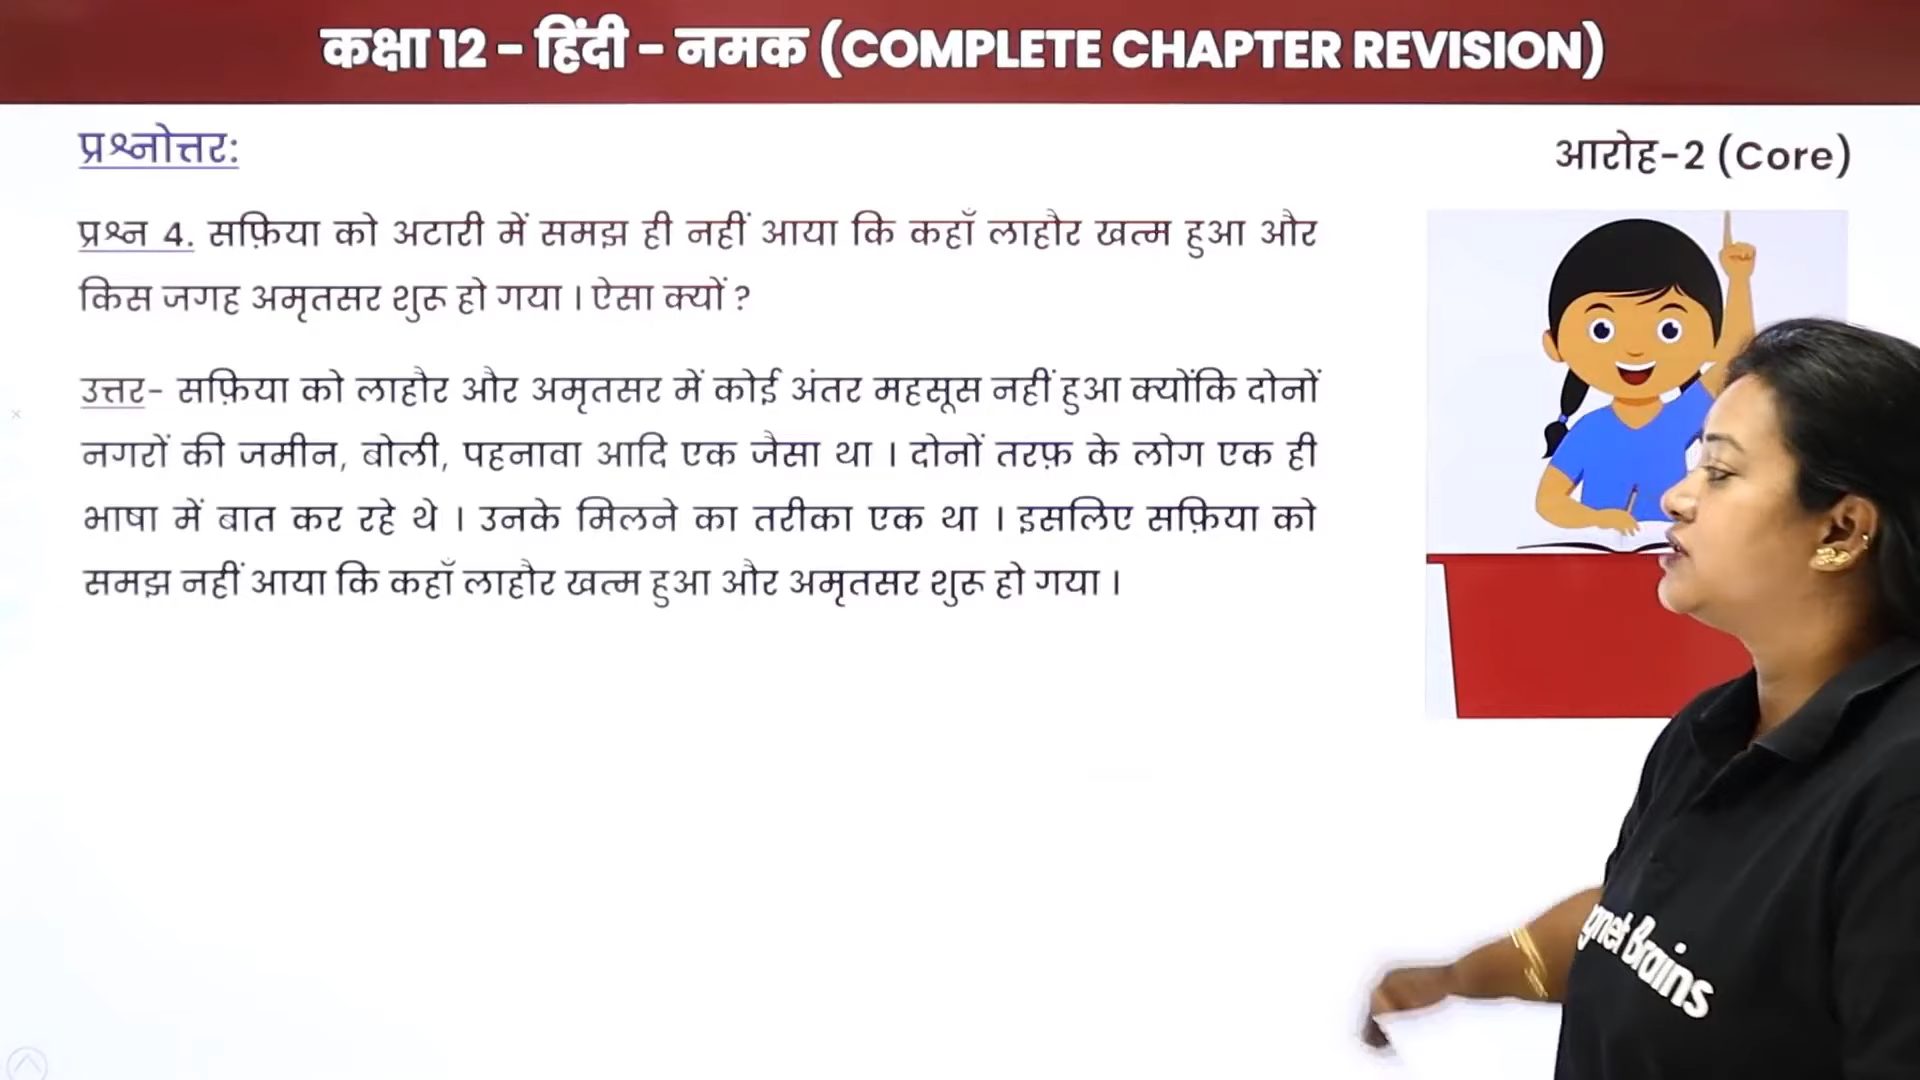 कक्षा 12 - हिंदी - नमक (COMPLETE CHAPTER REVISION)
प्रश्नोत्तर:
आरोह-2 (Core)
प्रश्न 4. सफ़िया को अटारी में समझ ही नहीं आया कि कहाँ लाहौर खत्म हुआ और
किस जगह अमृतसर शुरू हो गया । ऐसा क्यों ?
उत्तर- सफ़िया को लाहौर और अमृतसर में कोई अंतर महसूस नहीं हुआ क्योंकि दोनों
नगरों की जमीन, बोली, पहनावा आदि एक जैसा था । दोनों तरफ़ के लोग एक ही
भाषा में बात कर रहे थे । उनके मिलने का तरीका एक था । इसलिए सफ़िया को
समझ नहीं आया कि कहाँ लाहौर खत्म हुआ और अमृतसर शुरू हो गया ।
gnet Brains